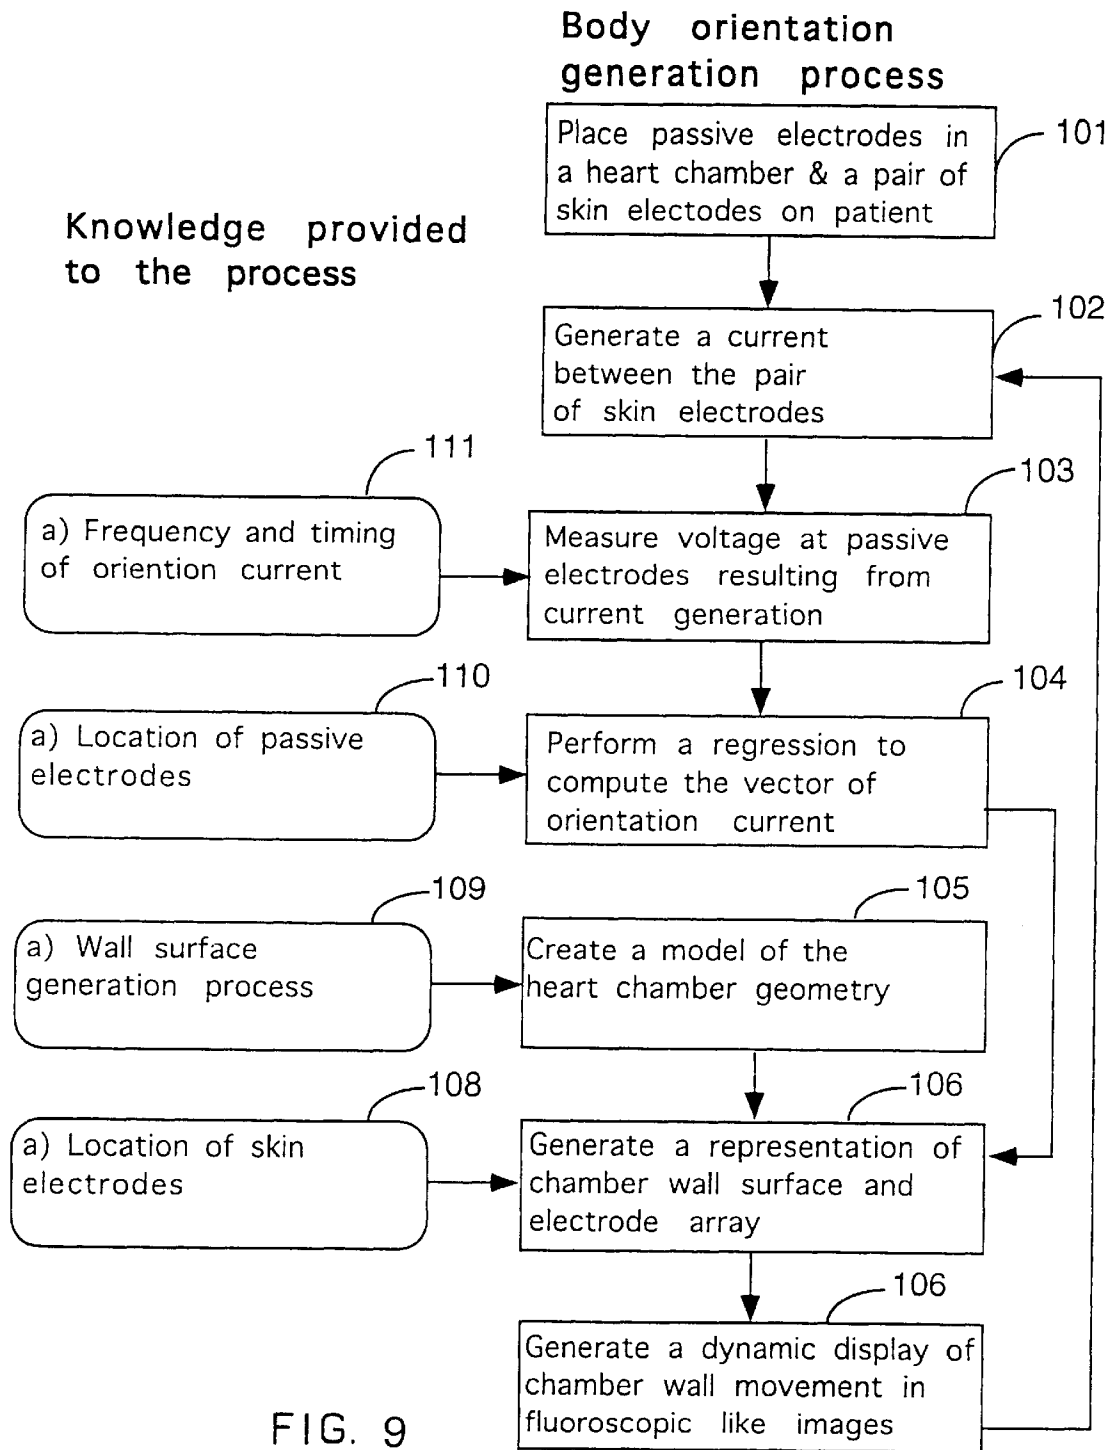 Body orientation
generation process
Place passive electrodes in
a heart chamber & a pair of
skin electodes on patient
101
Knowledge provided
to the process
102
Generate a current
between the pair
of skin electrodes
111
103
a) Frequency and timing
of oriention current
Measure voltage at passive
electrodes resulting from
current generation
110
104
a) Location of passive
electrodes
Perform a regression to
compute the vector of
orientation current
109
105
a) Wall surface
generation process
Create a model of the
heart chamber geometry
108
106
a) Location of skin
electrodes
Generate a representation of
chamber wall surface and
electrode array
106
Generate a dynamic display of
chamber wall movement in
fluoroscopic like images
FIG. 9